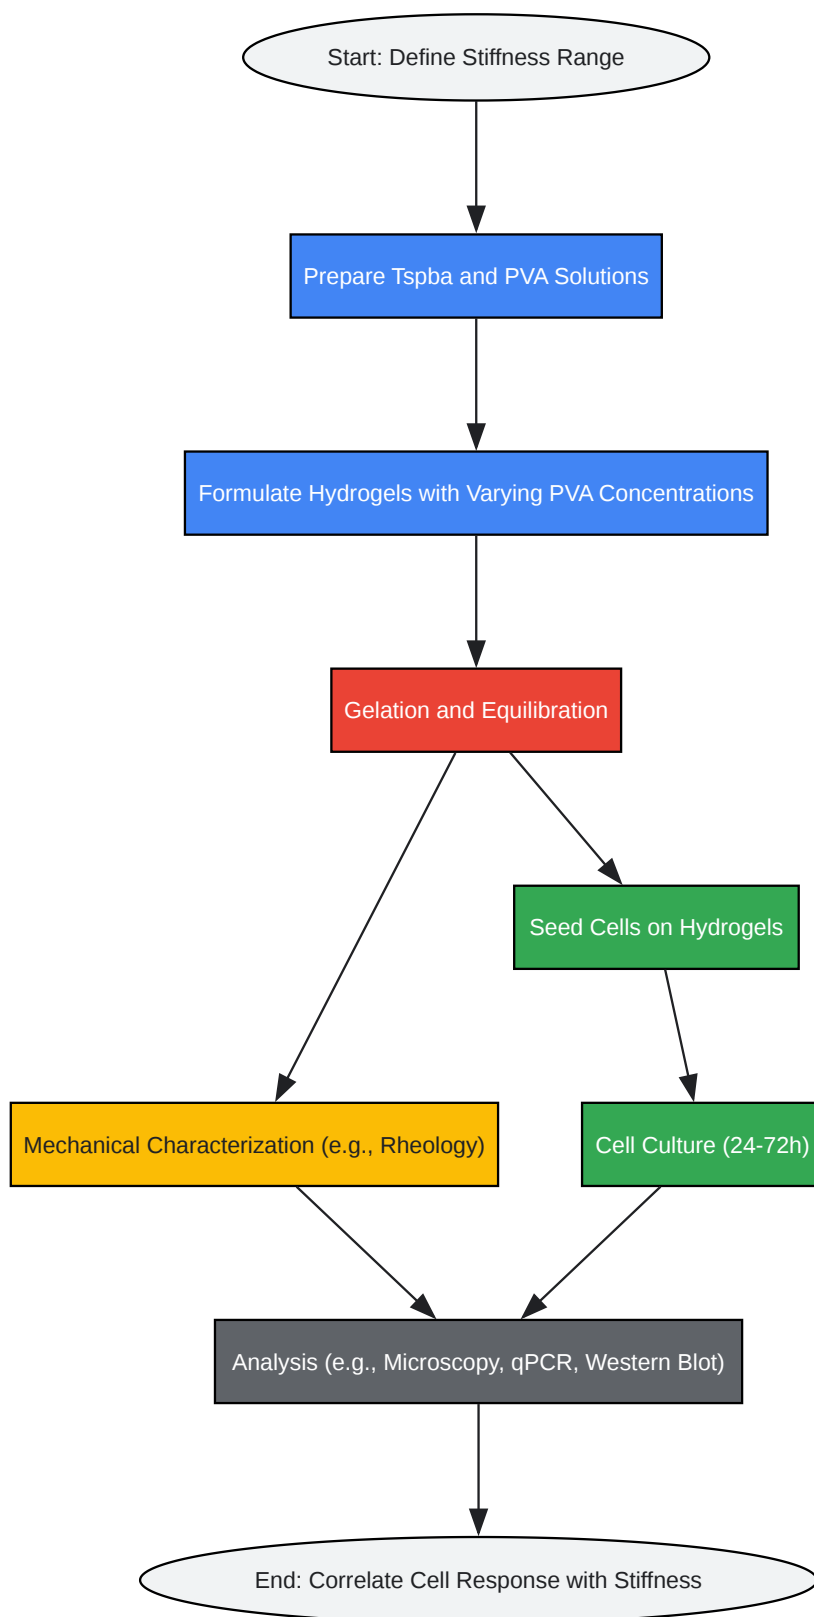 Start: Define Stiffness Range
Prepare Tspba and PVA Solutions
Formulate Hydrogels with Varying PVA Concentrations
Gelation and Equilibration
Seed Cells on Hydrogels
Mechanical Characterization (e.g., Rheology)
Cell Culture (24-72h)
Analysis (e.g., Microscopy, qPCR, Western Blot)
End: Correlate Cell Response with Stiffness